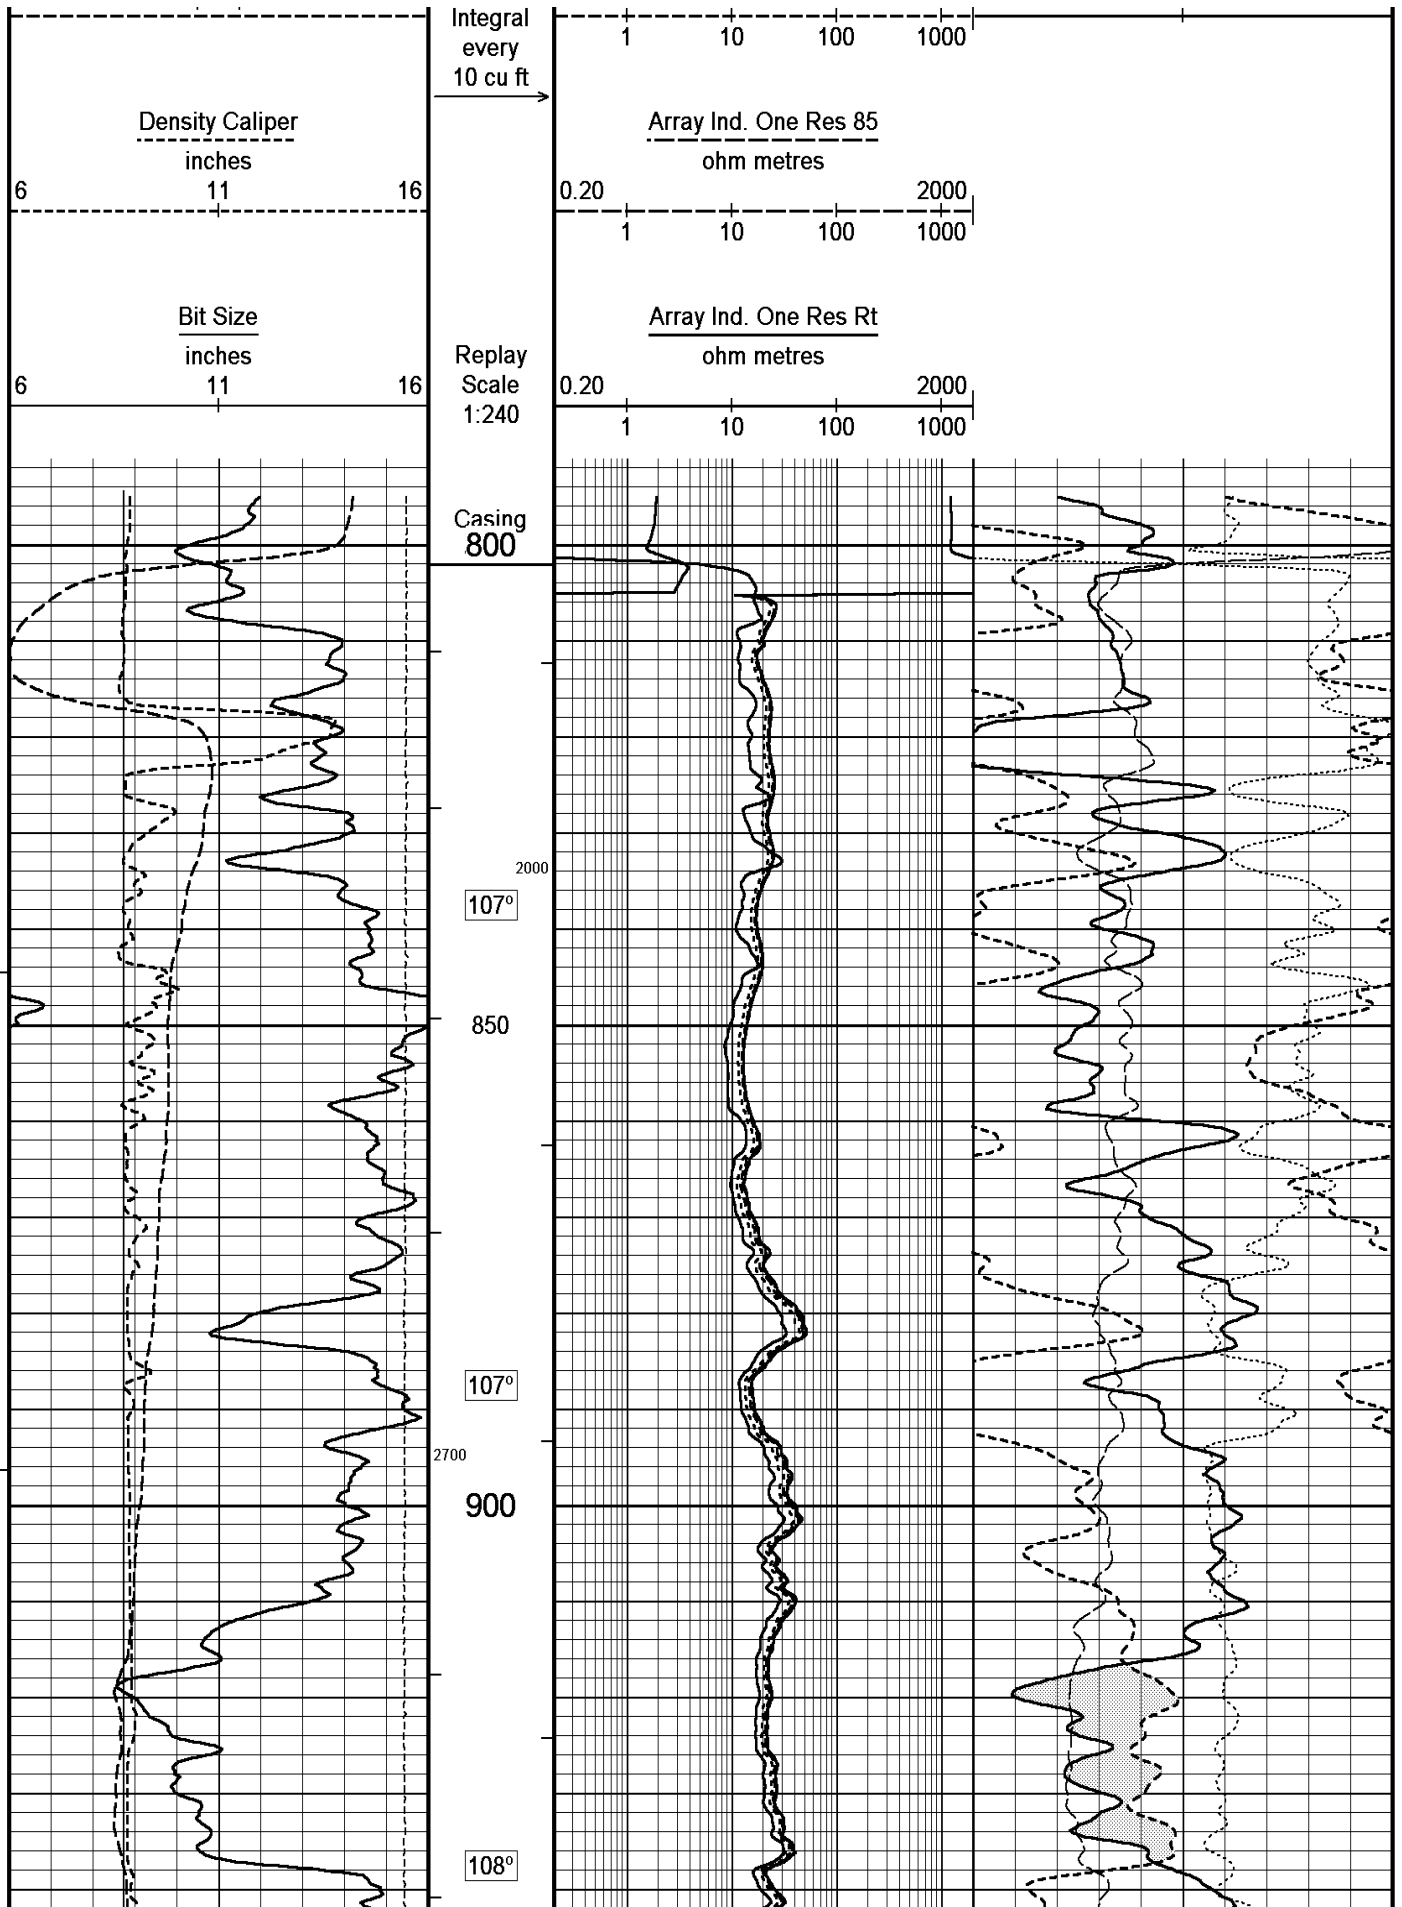 Integral
every
10 cu ft
1 10 100 1000
Density Caliper
inches
6 11 16
Array Ind. One Res 85
ohm metres
0.20 2000
1 10 100 1000
Bit Size
inches
6 11 16
Replay
Scale
1:240
Array Ind. One Res Rt
ohm metres
0.20 2000
1 10 100 1000
Casing
800
2000
107º
850
107º
2700
900
108º